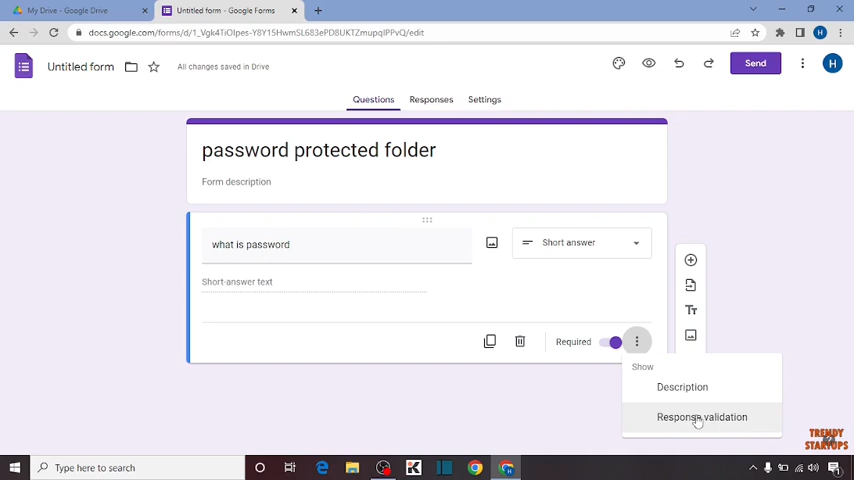 My Drive - Google Drive
Untitled form - Google Forms
docs.google.com/forms/d/1_Vgk4TiOIpes-Y8Y15HwmSL683ePD8UKTZmupqIPPvQ/edit
H
Untitled form
All changes saved in Drive
Send
H
Questions
Responses
Settings
password protected folder
Form description
what is password
Short answer
Short-answer text
Required
Show
Description
Response validation
TRENDY
STARTUPS
Type here to search